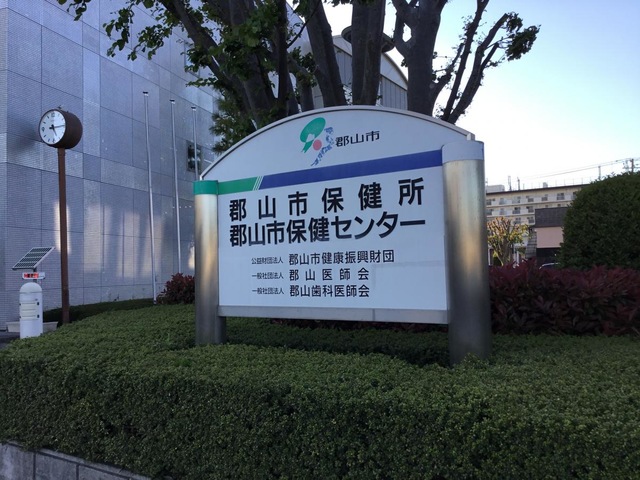 郡山市
郡山市保健所
郡山市保健センター
公益財団法人 郡山市健康振興財団
一般社団法人 郡山医師会
一般社団法人 郡山歯科医師会